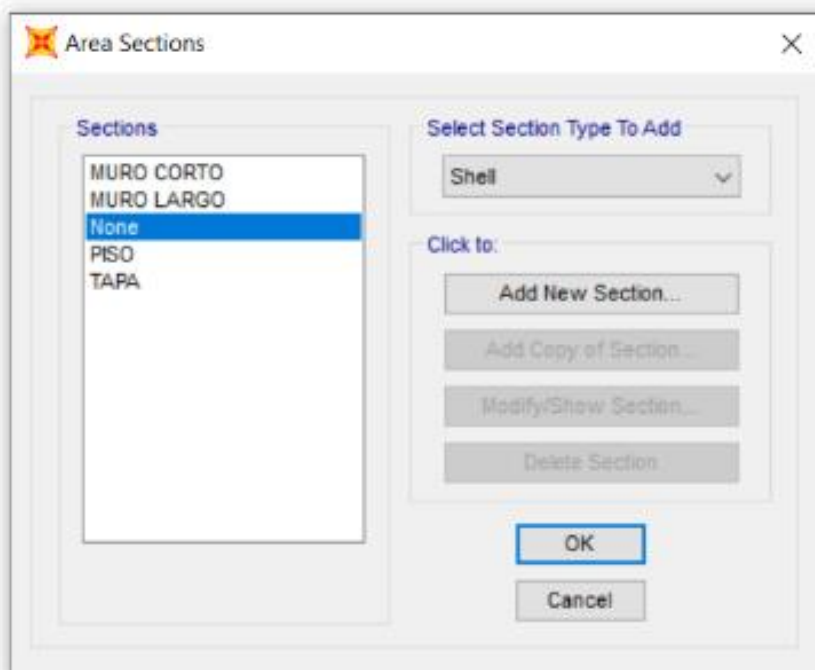 Area Sections
Sections
MURO CORTO
MURO LARGO
None
PISO
TAPA
Select Section Type To Add
Shell
Click to:
Add New Section...
Add Copy of Section...
Modify/Show Section...
Delete Section
OK
Cancel